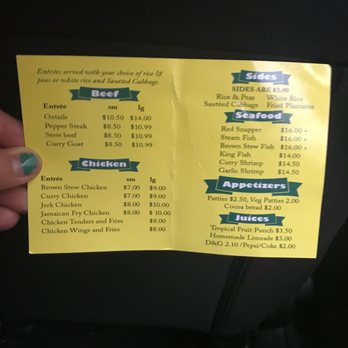 Entrées served with your choice of rice &
peas or white rice and Sautéed Cabbage.
Beef
Entrée sm lg
Oxtails $10.50 $14.00
Pepper Steak $8.50 $10.99
Stew beef $8.50 $10.99
Curry Goat $8.50 $10.99
Chicken
Entrée sm lg
Brown Stew Chicken $7.00 $9.00
Curry Chicken $7.00 $9.00
Jerk Chicken $8.00 $10.00
Jamaican Fry Chicken $8.00 $ 10.00
Chicken Tenders and Fries $8.00
Chicken Wings and Fries $8.00
Sides
SIDES ARE $3.00
Rice & Peas White Rice
Sautéed Cabbage Fried Plantains
Seafood
Red Snapper $16.00 +
Steam Fish $16.00 +
Brown Stew Fish $16.00 +
King Fish $14.00
Curry Shrimp $14.50
Garlic Shrimp $14.50
Appetizers
Patties $2.50, Veg Patties 2.00
Cocoa bread $2.00
Juices
Tropical Fruit Punch $3.50
Homemade Limeade $3.00
D&G 2.10 /Pepsi/Coke $2.00